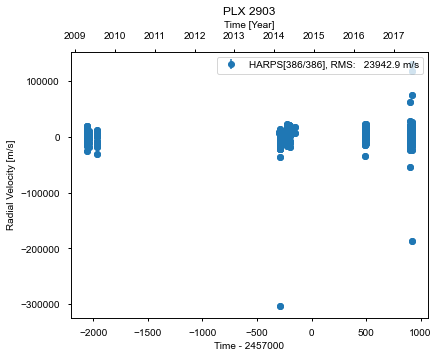 PLX 2903
Time [Year]
2009 2010 2011 2012 2013 2014 2015 2016 2017
HARPS[386/386], RMS: 23942.9 m/s
100000
0
−100000
−200000
−300000
Radial Velocity [m/s]
−2000 −1500 −1000 −500 0 500 1000
Time - 2457000